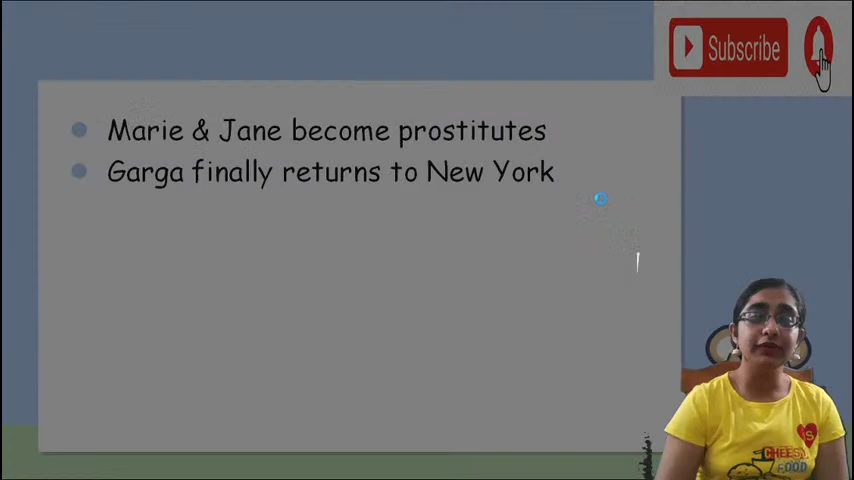 Subscribe
Marie & Jane become prostitutes
Garga finally returns to New York
S
CHEESY
FOOD